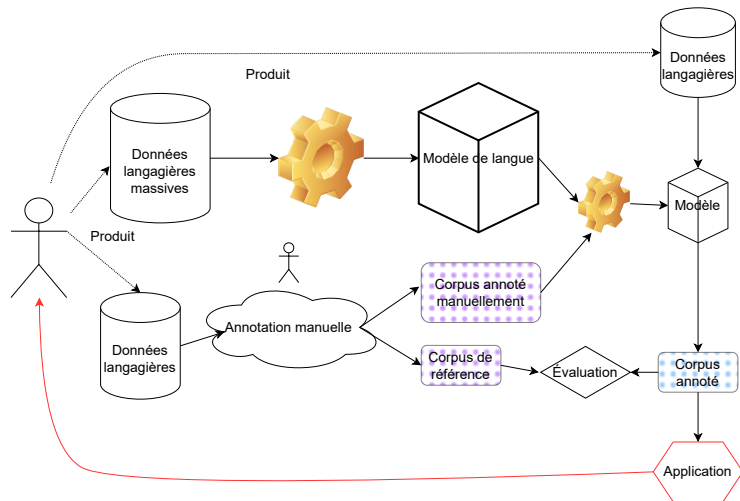 Données
langagières
Produit
Données
langagières
massives
Modèle de langue
Modèle
Produit
Corpus annoté
manuellement
Annotation manuelle
Données
langagières
Corpus de
référence
Évaluation
Corpus
annoté
Application